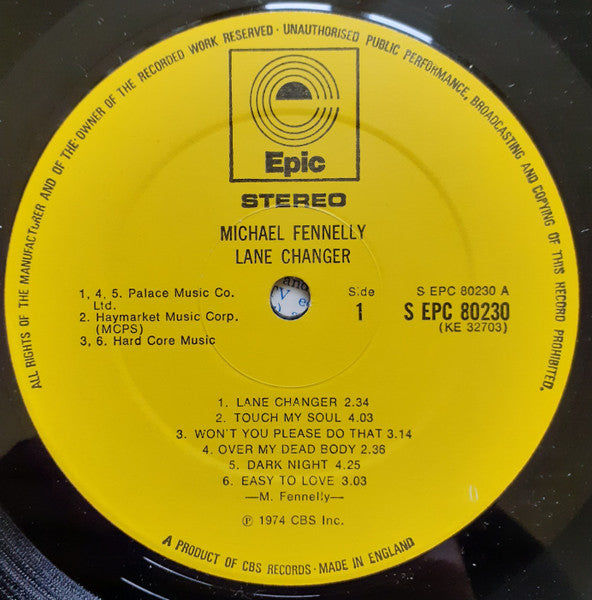 ALL RIGHTS OF THE MANUFACTURER AND OF THE OWNER OF THE RECORDED WORK RESERVED · UNAUTHORISED PUBLIC PERFORMANCE, BROADCASTING AND COPYING OF THIS RECORD PROHIBITED.
Epic
STEREO
MICHAEL FENNELLY
LANE CHANGER
1, 4, 5. Palace Music Co.
Ltd.
2. Haymarket Music Corp.
(MCPS)
3, 6. Hard Core Music
and
Side
1
S EPC 80230 A
S EPC 80230
(KE 32703)
1. LANE CHANGER 2.34
2. TOUCH MY SOUL 4.03
3. WON'T YOU PLEASE DO THAT 3.14
4. OVER MY DEAD BODY 2.36
5. DARK NIGHT 4.25
6. EASY TO LOVE 3.03
—M. Fennelly—
℗ 1974 CBS Inc.
A PRODUCT OF CBS RECORDS · MADE IN ENGLAND